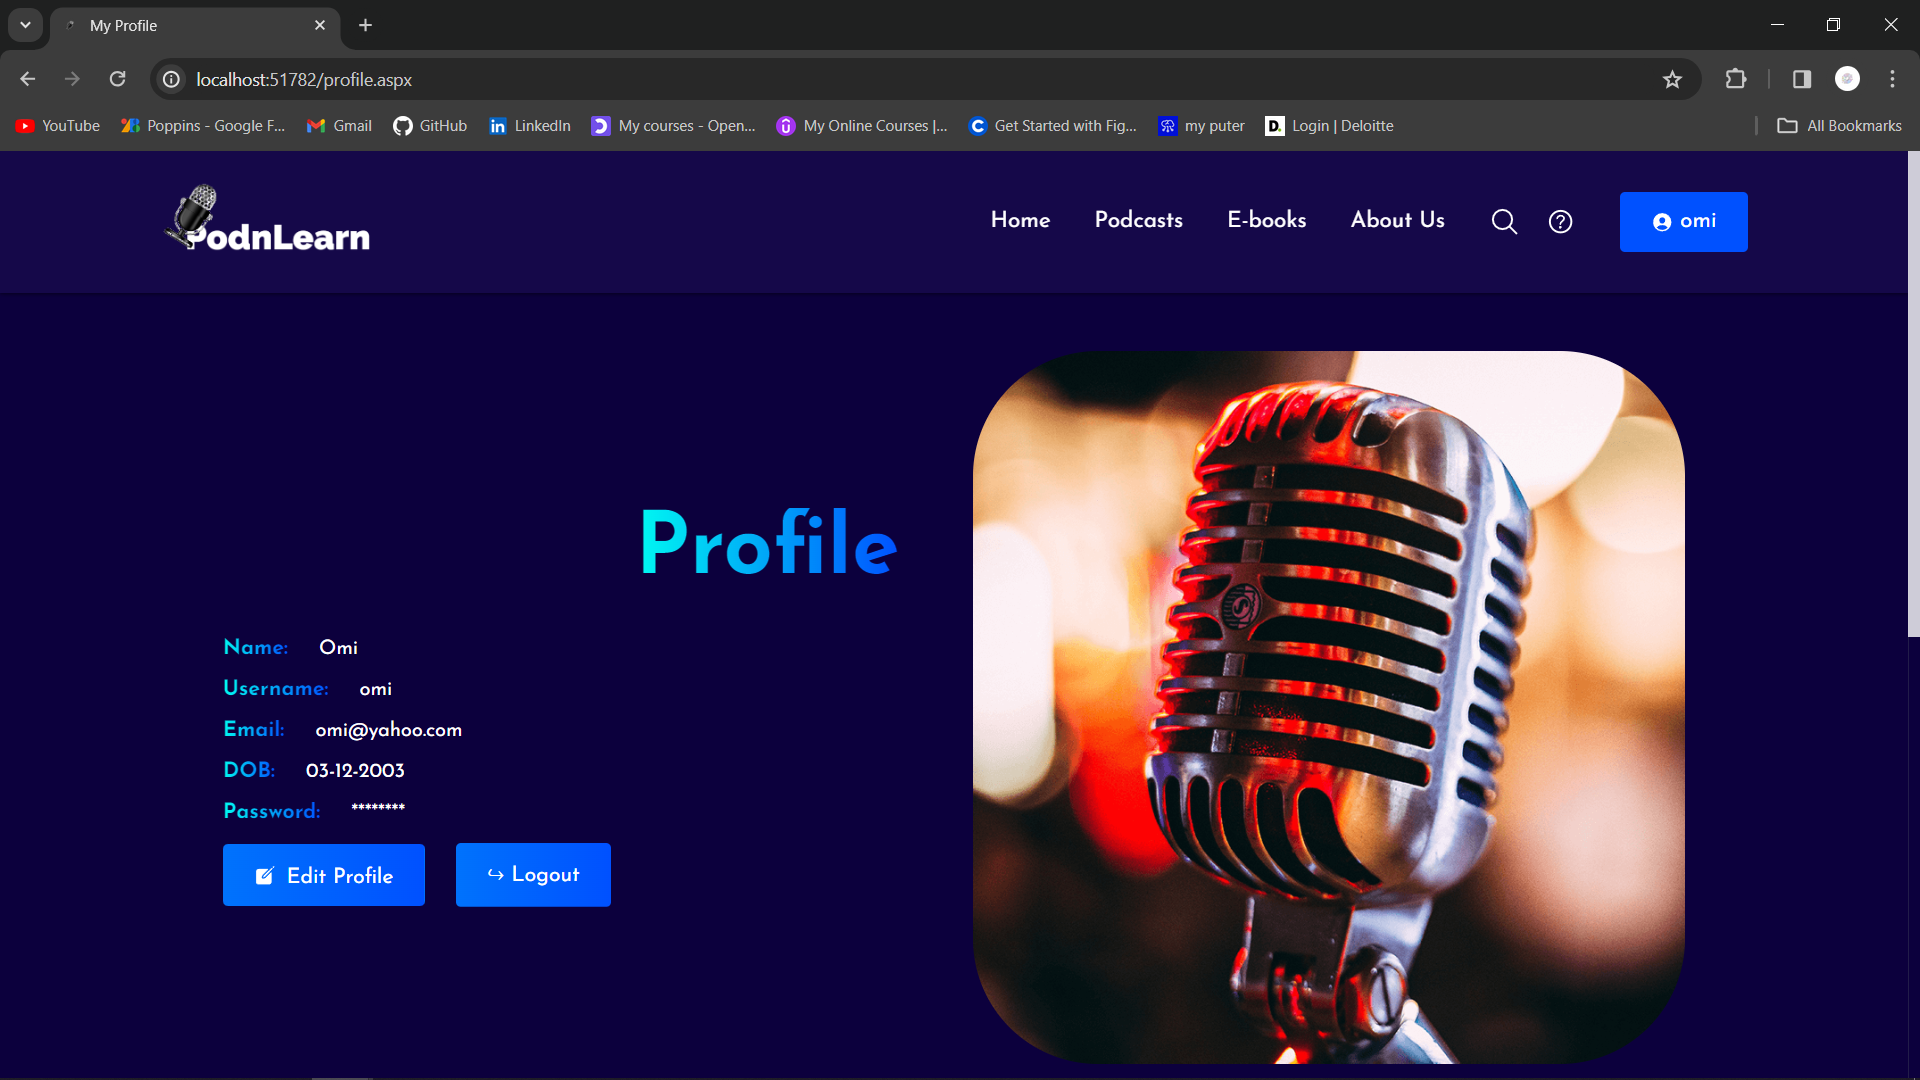 My Profile
localhost:51782/profile.aspx
YouTube Poppins - Google F... Gmail GitHub LinkedIn My courses - Open... My Online Courses |... Get Started with Fig... my puter Login | Deloitte All Bookmarks
PodnLearn Home Podcasts E-books About Us omi
Profile
Name: Omi
Username: omi
Email: omi@yahoo.com
DOB: 03-12-2003
Password: ********
Edit Profile Logout